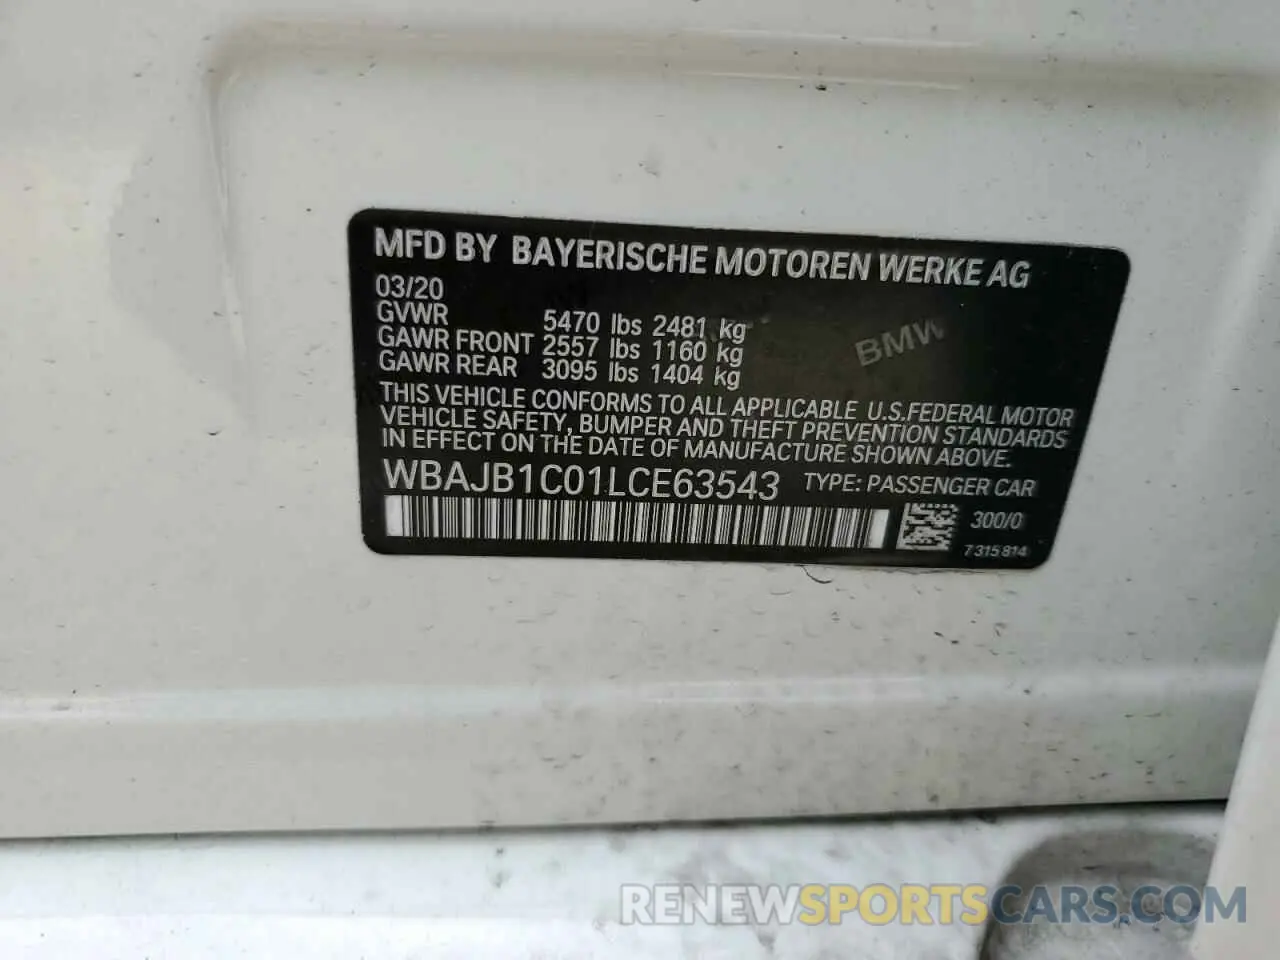 MFD BY BAYERISCHE MOTOREN WERKE AG
03/20
GVWR 5470 lbs 2481 kg
GAWR FRONT 2557 lbs 1160 kg
GAWR REAR 3095 lbs 1404 kg
BMW
THIS VEHICLE CONFORMS TO ALL APPLICABLE U.S.FEDERAL MOTOR
VEHICLE SAFETY, BUMPER AND THEFT PREVENTION STANDARDS
IN EFFECT ON THE DATE OF MANUFACTURE SHOWN ABOVE.
WBAJB1C01LCE63543 TYPE: PASSENGER CAR
300/0
7 315 814
RENEWSPORTSCARS.COM